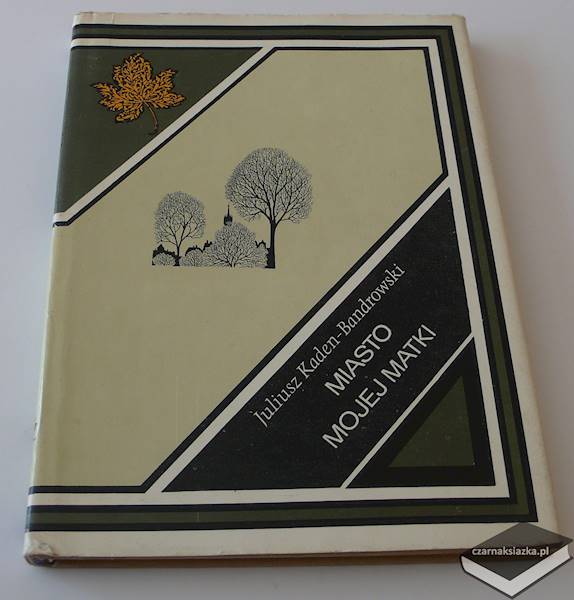 Juliusz Kaden-Bandrowski
MIASTO
MOJEJ MATKI
czarnaksiazka.pl